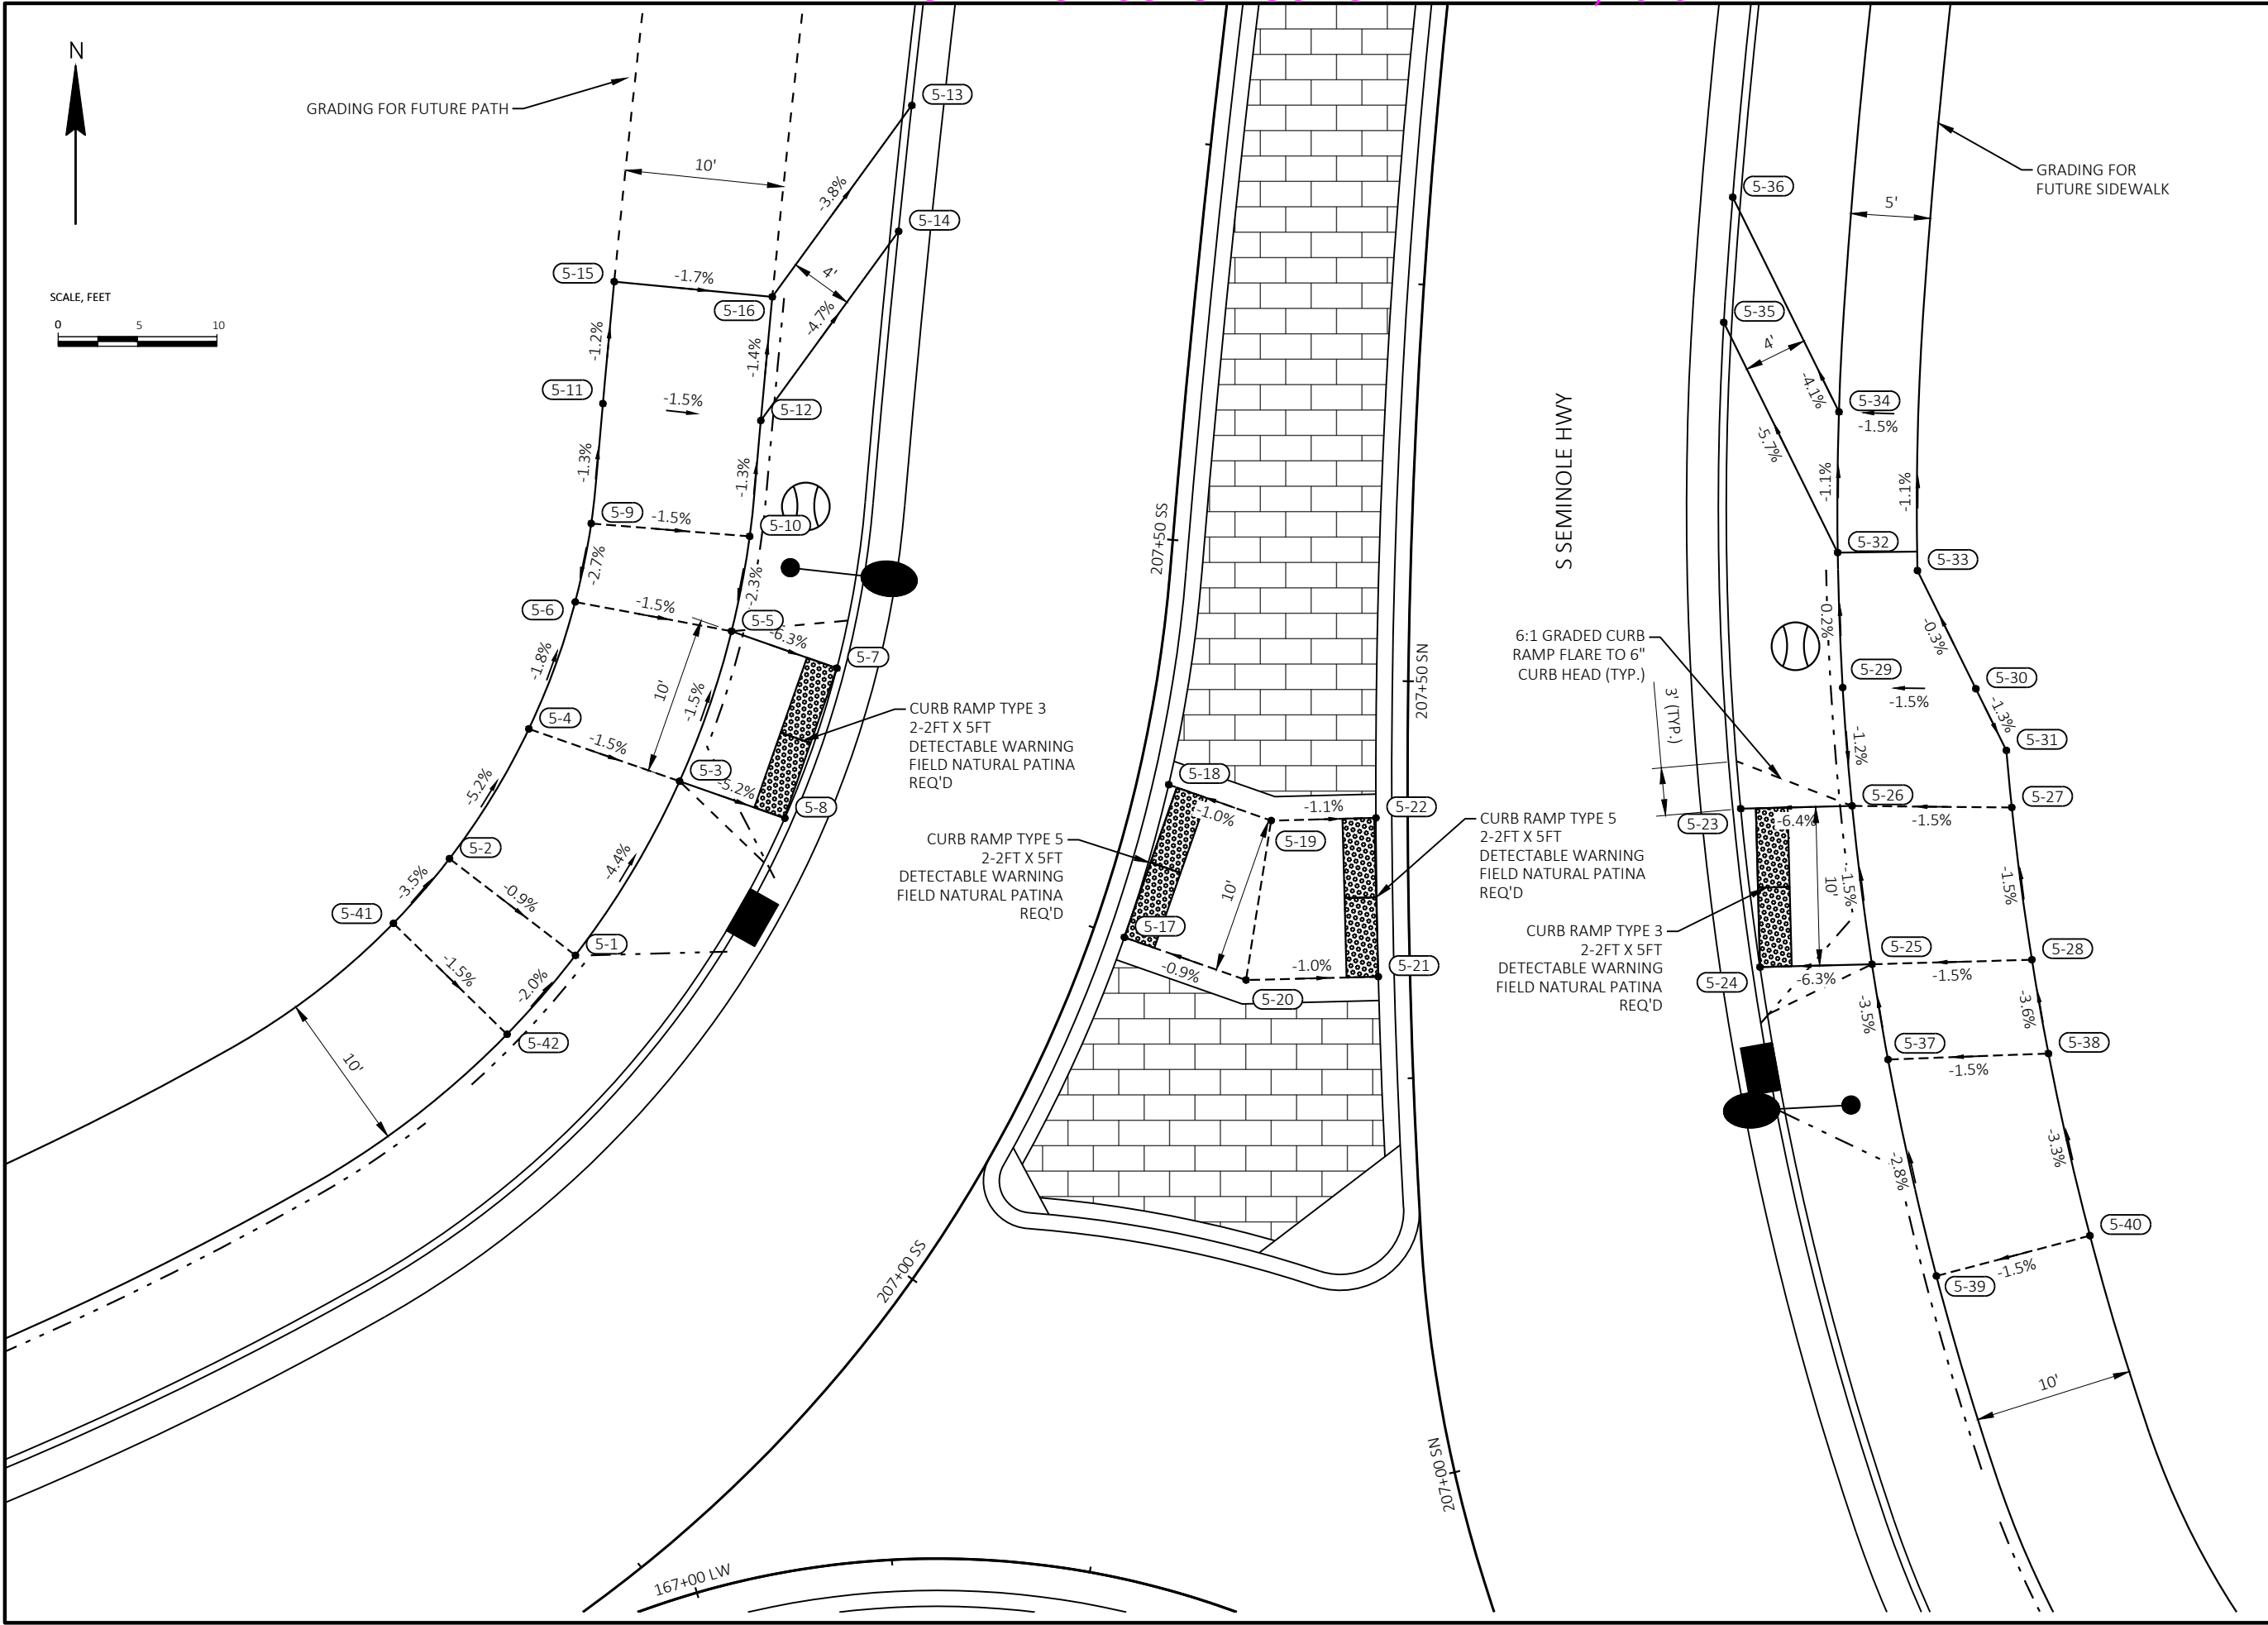 N
GRADING FOR FUTURE PATH
SCALE, FEET
0 5 10
10'
5-13
-3.8%
5-14
5-15
-1.7%
5-16
4'
-4.7%
-1.2%
-1.4%
5-11
-1.5%
5-12
-1.3%
-1.3%
5-9
-1.5%
5-10
-2.7%
-2.3%
5-6
-1.5%
5-5
-6.3%
5-7
-1.8%
10'
-1.5%
5-4
-1.5%
5-3
-5.2%
5-8
-5.2%
5-2
-4.4%
-3.5%
-0.9%
5-41
5-1
-1.5%
-2.0%
5-42
10'
CURB RAMP TYPE 3
2-2FT X 5FT
DETECTABLE WARNING
FIELD NATURAL PATINA
REQ'D
CURB RAMP TYPE 5
2-2FT X 5FT
DETECTABLE WARNING
FIELD NATURAL PATINA
REQ'D
207+50 SS
207+50 SN
5-18
-1.0%
-1.1%
5-22
5-19
10'
5-17
-0.9%
-1.0%
5-21
5-20
CURB RAMP TYPE 5
2-2FT X 5FT
DETECTABLE WARNING
FIELD NATURAL PATINA
REQ'D
207+00 SS
207+00 SN
167+00 LW
S SEMINOLE HWY
GRADING FOR
FUTURE SIDEWALK
5-36
5'
5-35
4'
-4.1%
5-34
-1.5%
-5.7%
-1.1%
-1.1%
5-32
5-33
6:1 GRADED CURB
RAMP FLARE TO 6"
CURB HEAD (TYP.)
0.2%
-0.3%
5-29
5-30
-1.5%
3' (TYP.)
-1.2%
-1.3%
5-31
5-26
5-27
5-23
-6.4%
-1.5%
10'
-1.5%
-1.5%
CURB RAMP TYPE 3
2-2FT X 5FT
DETECTABLE WARNING
FIELD NATURAL PATINA
REQ'D
5-25
5-28
5-24
-6.3%
-1.5%
-3.5%
-3.6%
5-37
5-38
-1.5%
-2.8%
-3.3%
5-40
-1.5%
5-39
10'